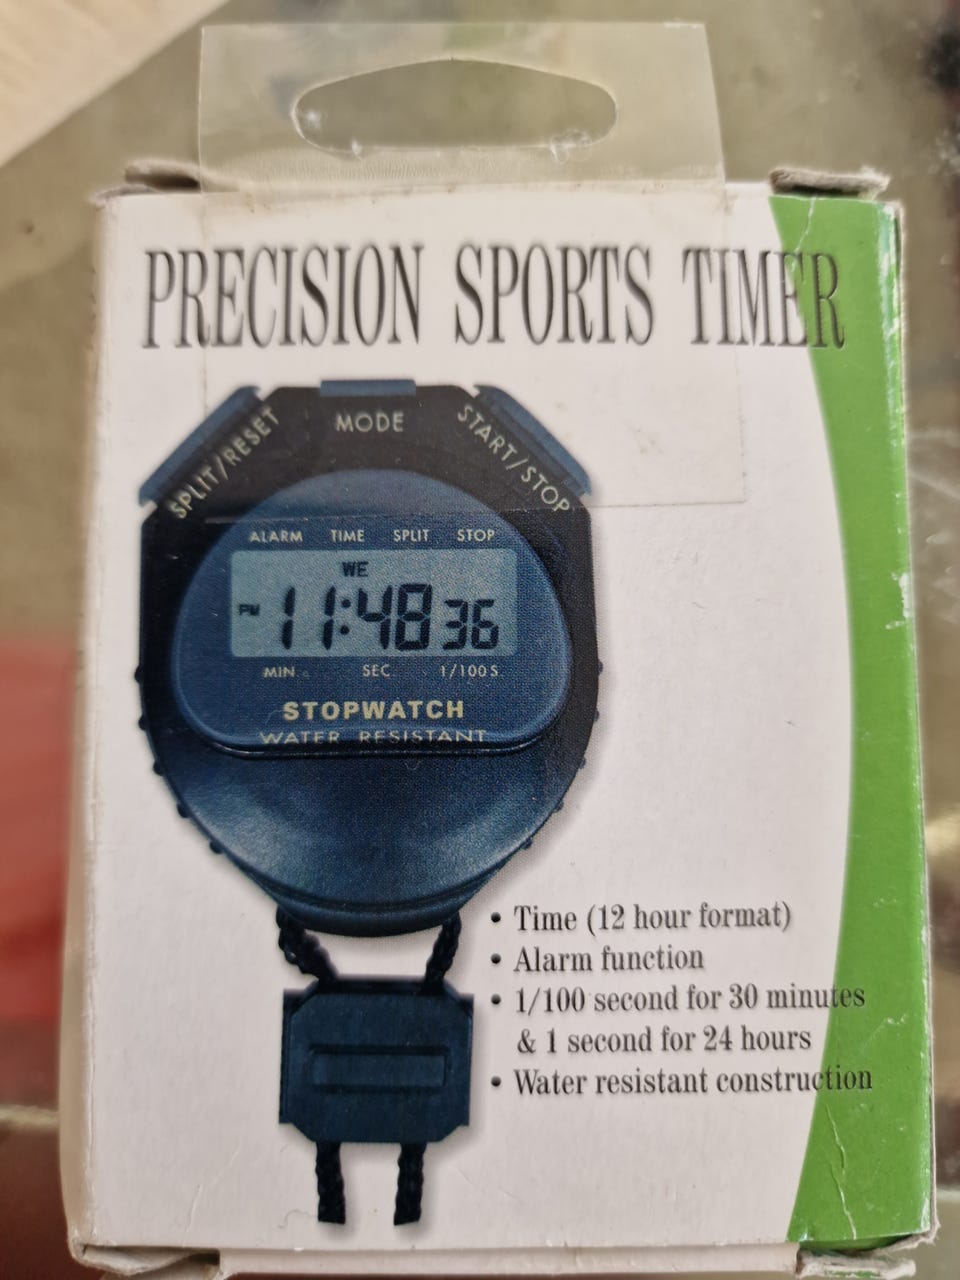 PRECISION SPORTS TIMER
SPLIT/RESET
MODE
START/STOP
ALARM TIME SPLIT STOP
WE
PM 11:48 36
MIN. SEC. 1/100S
STOPWATCH
WATER RESISTANT
• Time (12 hour format)
• Alarm function
• 1/100 second for 30 minutes
& 1 second for 24 hours
• Water resistant construction